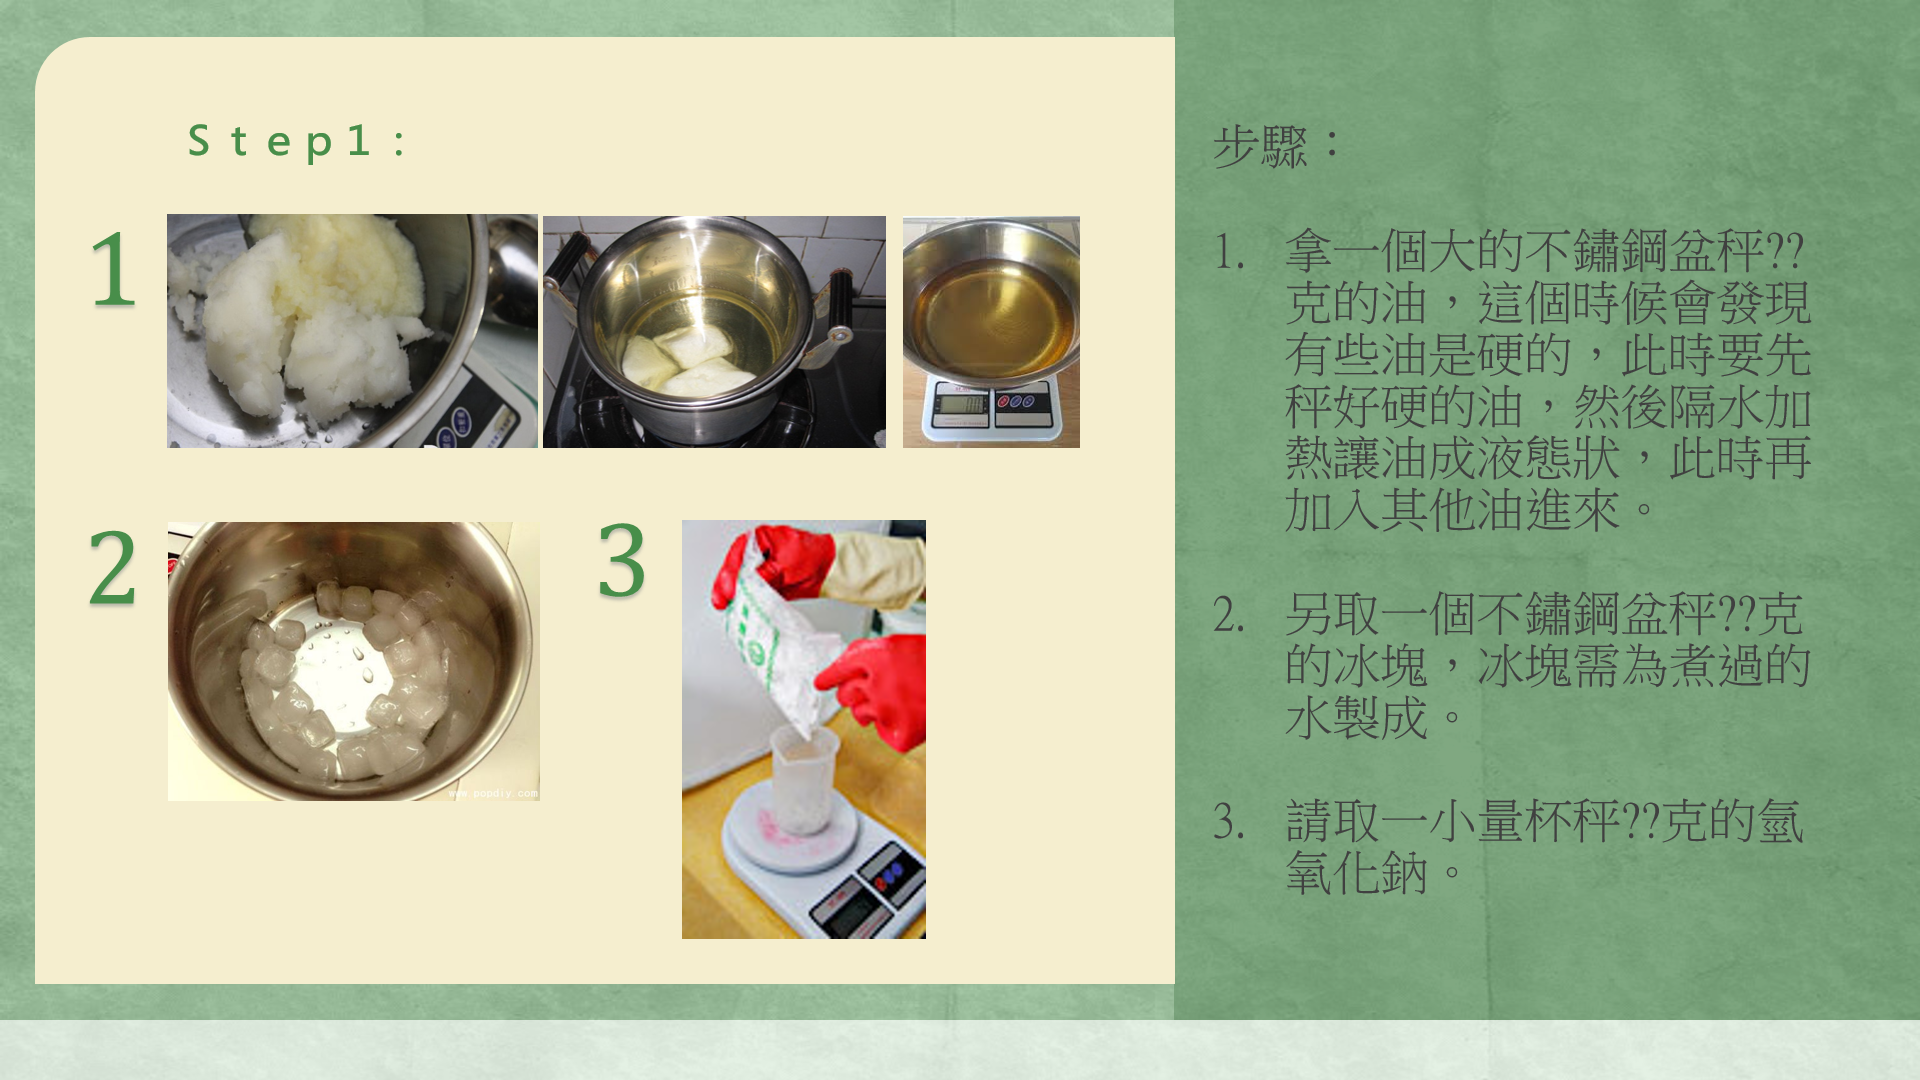 Step1:
1
2
3
www.popdiy.com
步驟：
1. 拿一個大的不鏽鋼盆秤??
克的油，這個時候會發現
有些油是硬的，此時要先
秤好硬的油，然後隔水加
熱讓油成液態狀，此時再
加入其他油進來。
2. 另取一個不鏽鋼盆秤??克
的冰塊，冰塊需為煮過的
水製成。
3. 請取一小量杯秤??克的氫
氧化鈉。